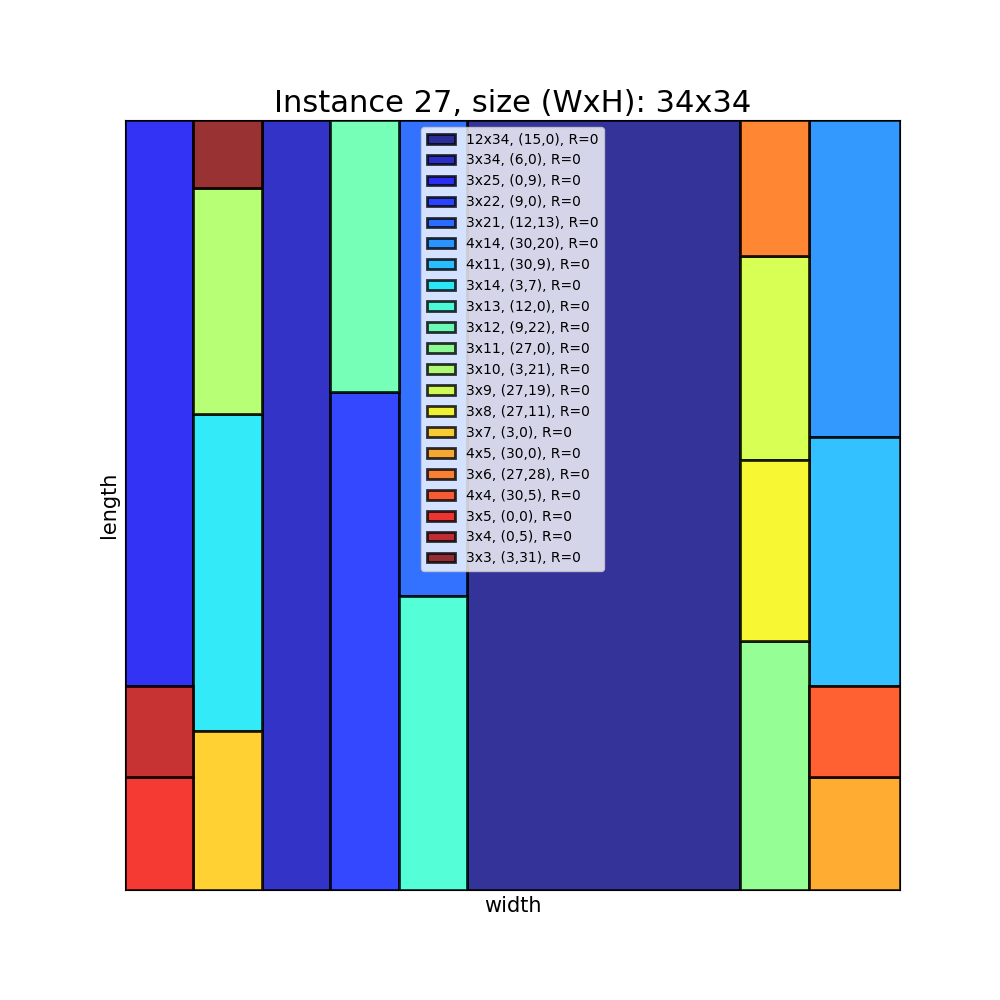 Instance 27, size (WxH): 34x34
12x34, (15,0), R=0
3x34, (6,0), R=0
3x25, (0,9), R=0
3x22, (9,0), R=0
3x21, (12,13), R=0
4x14, (30,20), R=0
4x11, (30,9), R=0
3x14, (3,7), R=0
3x13, (12,0), R=0
3x12, (9,22), R=0
3x11, (27,0), R=0
3x10, (3,21), R=0
3x9, (27,19), R=0
3x8, (27,11), R=0
3x7, (3,0), R=0
4x5, (30,0), R=0
3x6, (27,28), R=0
4x4, (30,5), R=0
3x5, (0,0), R=0
3x4, (0,5), R=0
3x3, (3,31), R=0
length
width